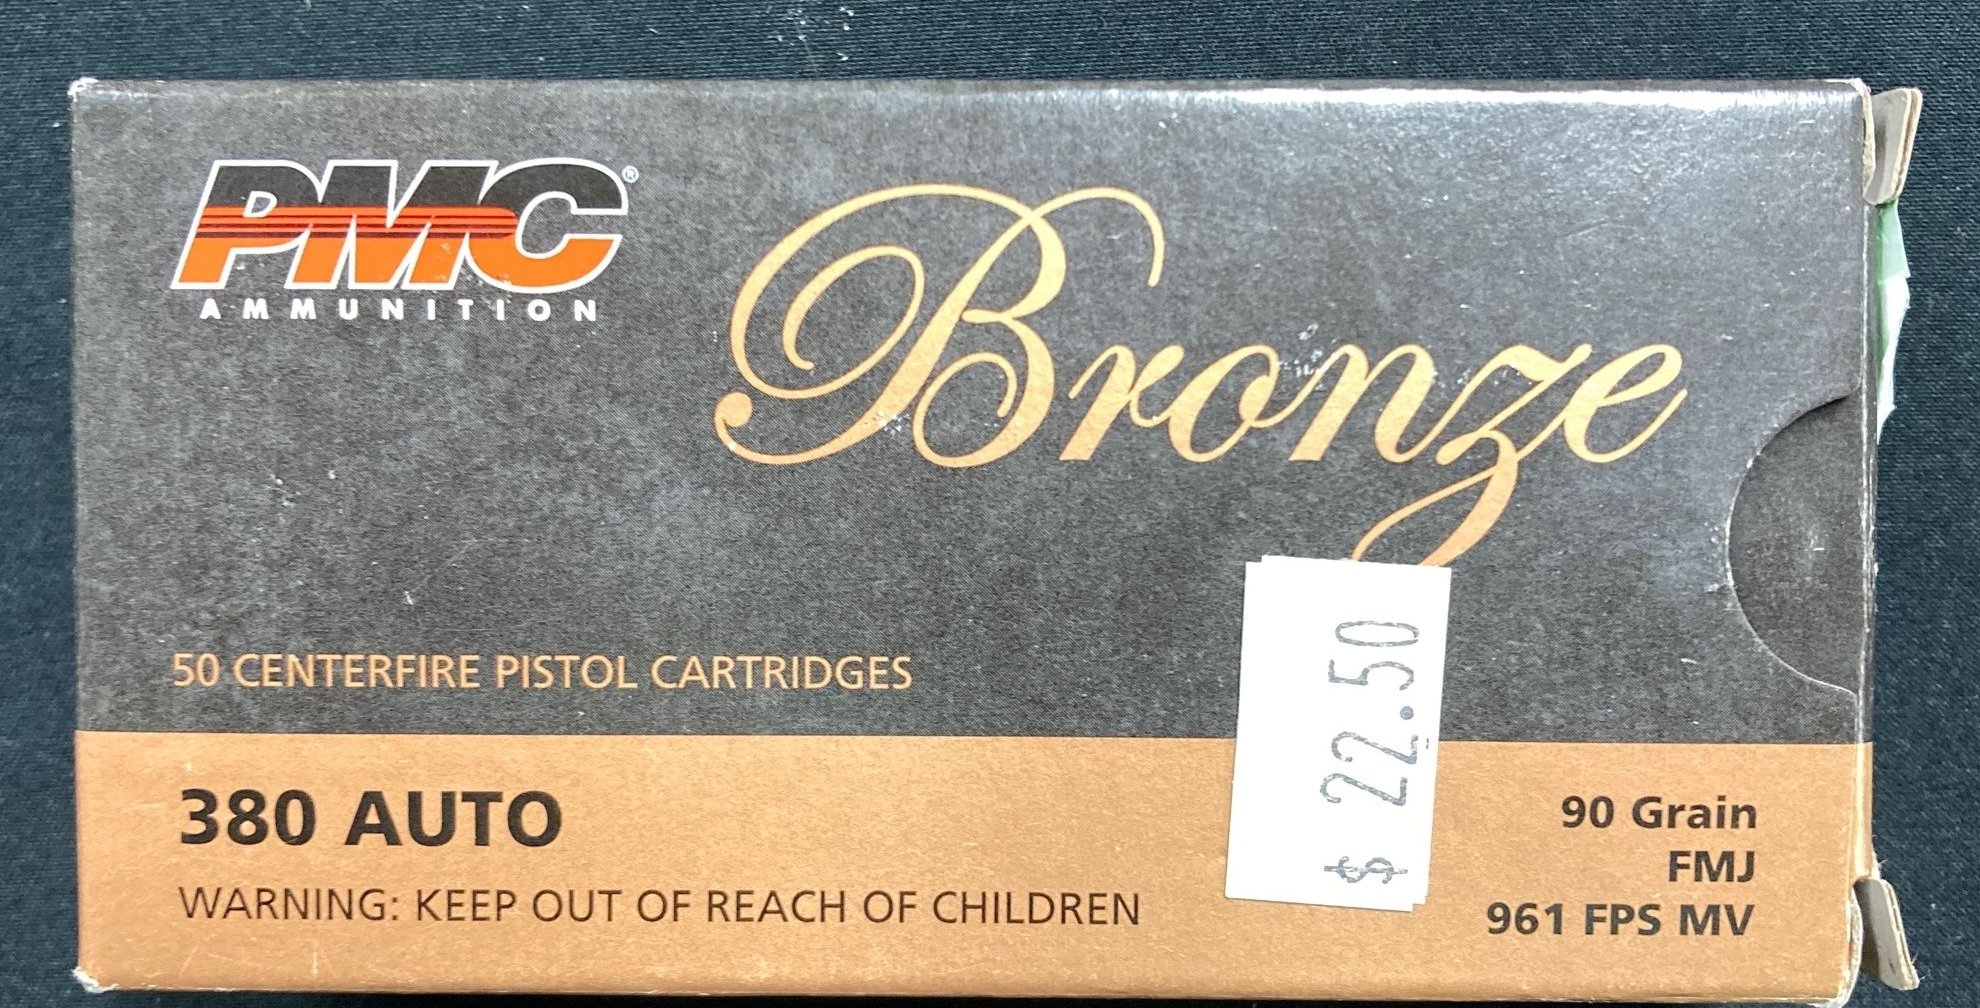 PMC®
AMMUNITION
Bronze
50 CENTERFIRE PISTOL CARTRIDGES
$ 22.50
380 AUTO
WARNING: KEEP OUT OF REACH OF CHILDREN
90 Grain
FMJ
961 FPS MV